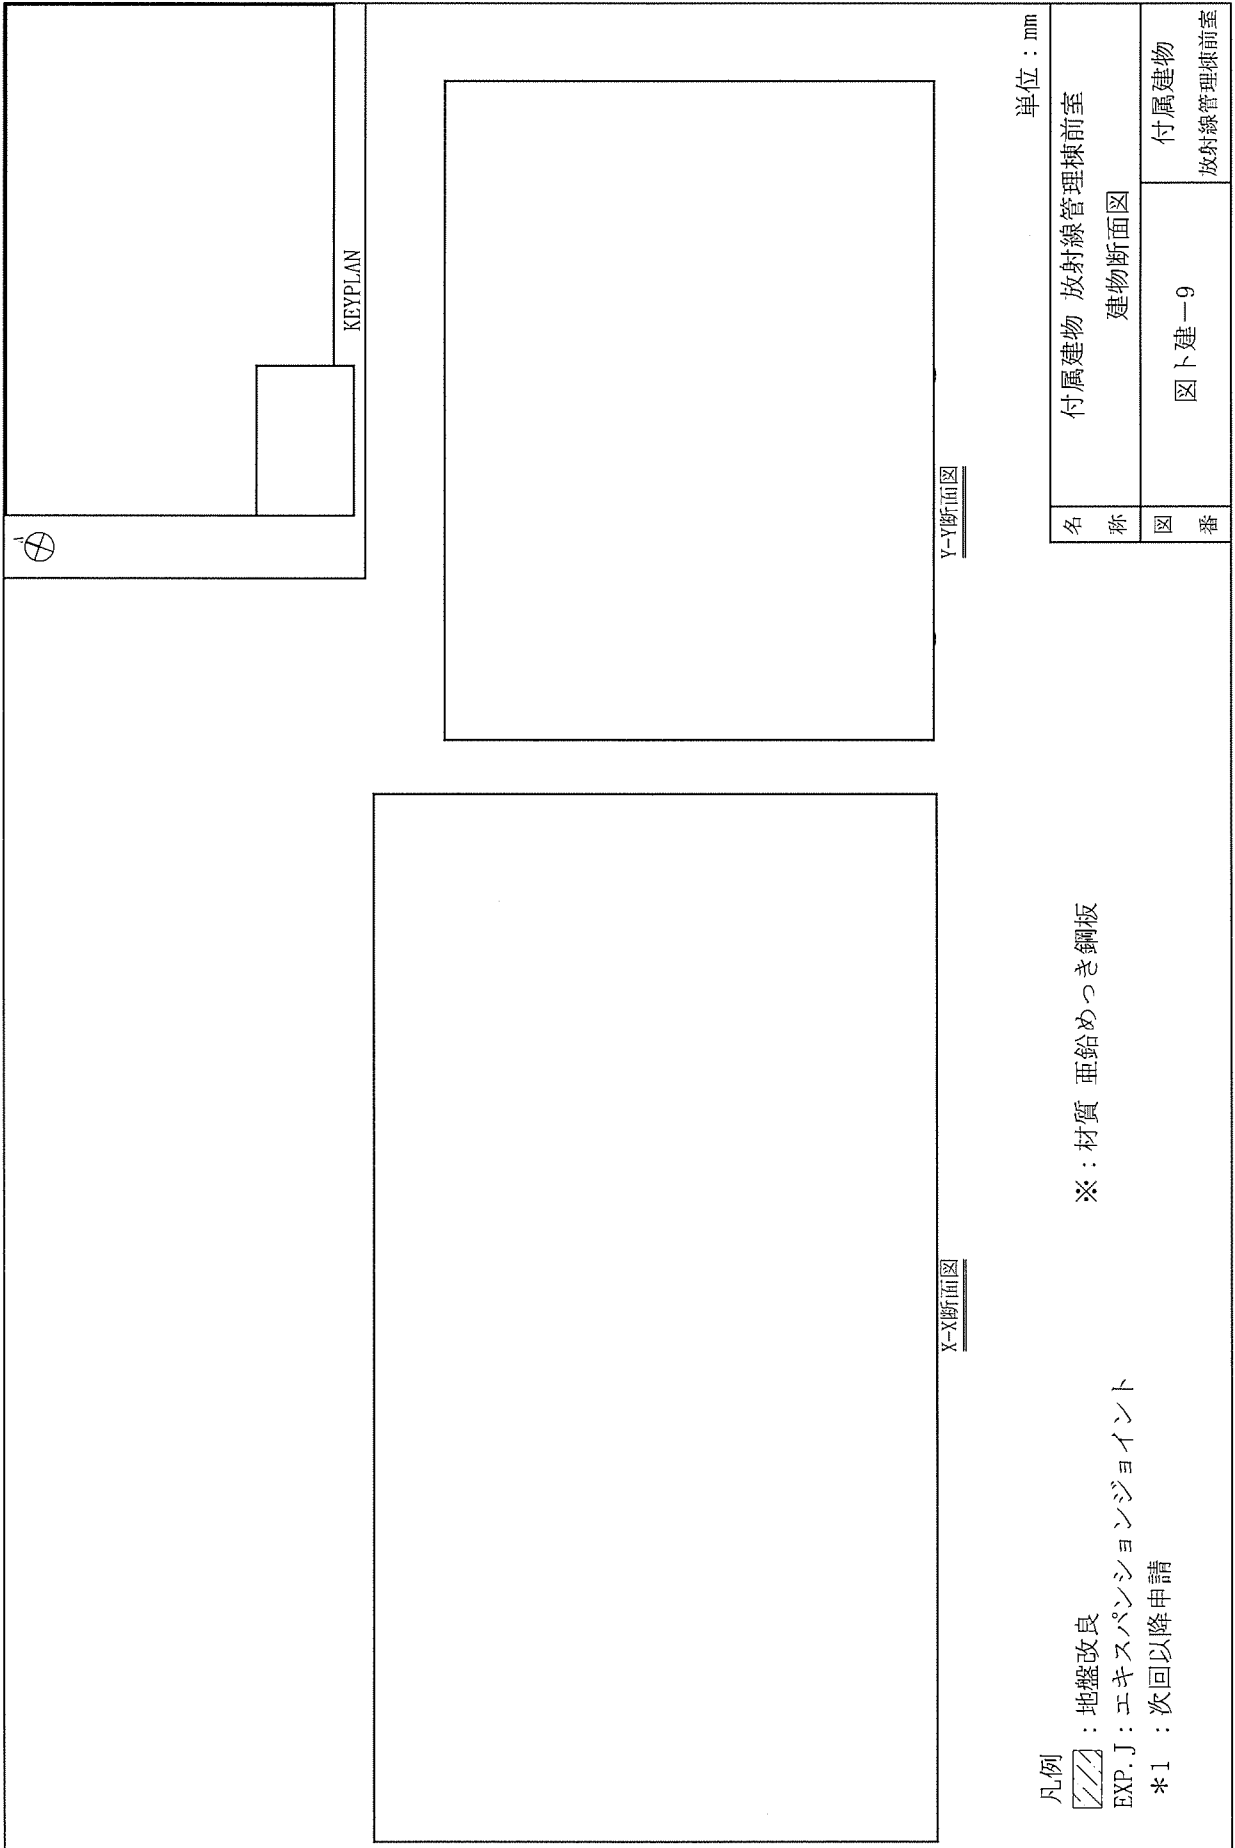 KEYPLAN
X-X断面図
Y-Y断面図
単位：mm
凡例
：地盤改良
EXP.J：エキスパンションジョイント
*1 ：次回以降申請
※：材質 亜鉛めっき鋼板
名称
付属建物 放射線管理棟前室
建物断面図
図番
図ト建－9
付属建物
放射線管理棟前室